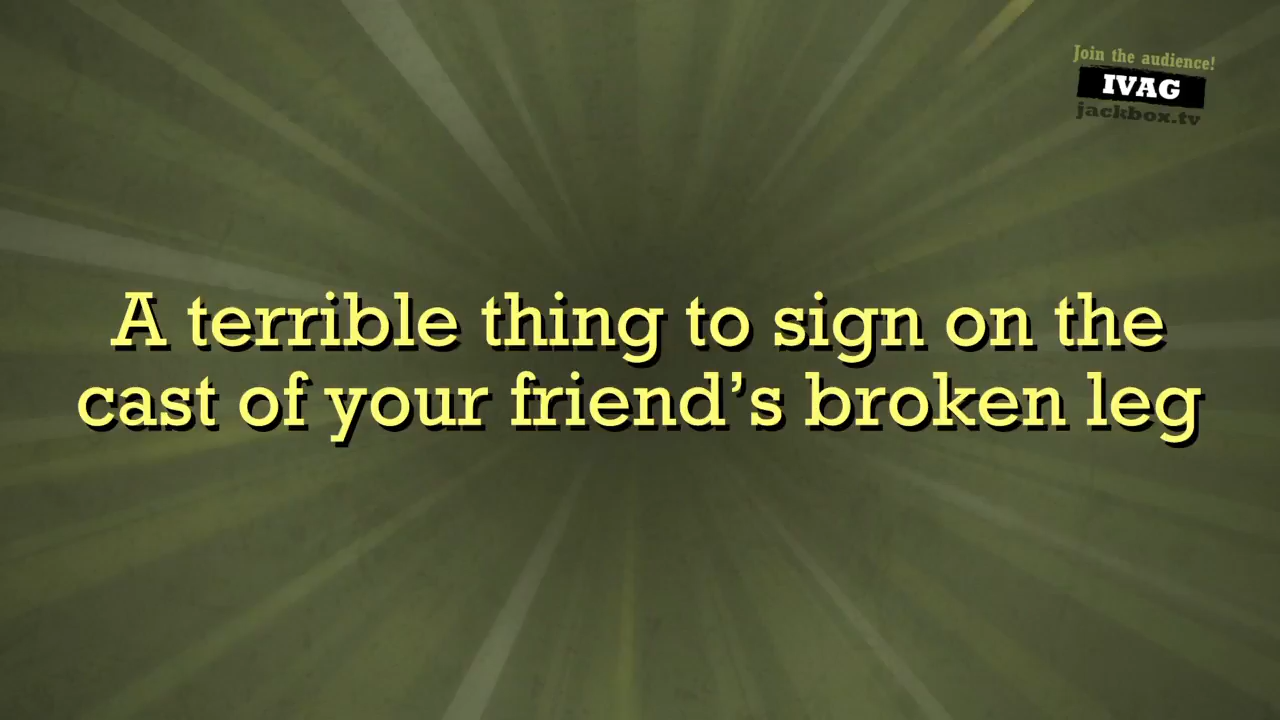 Join the audience!
IVAG
jackbox.tv
A terrible thing to sign on the
cast of your friend’s broken leg